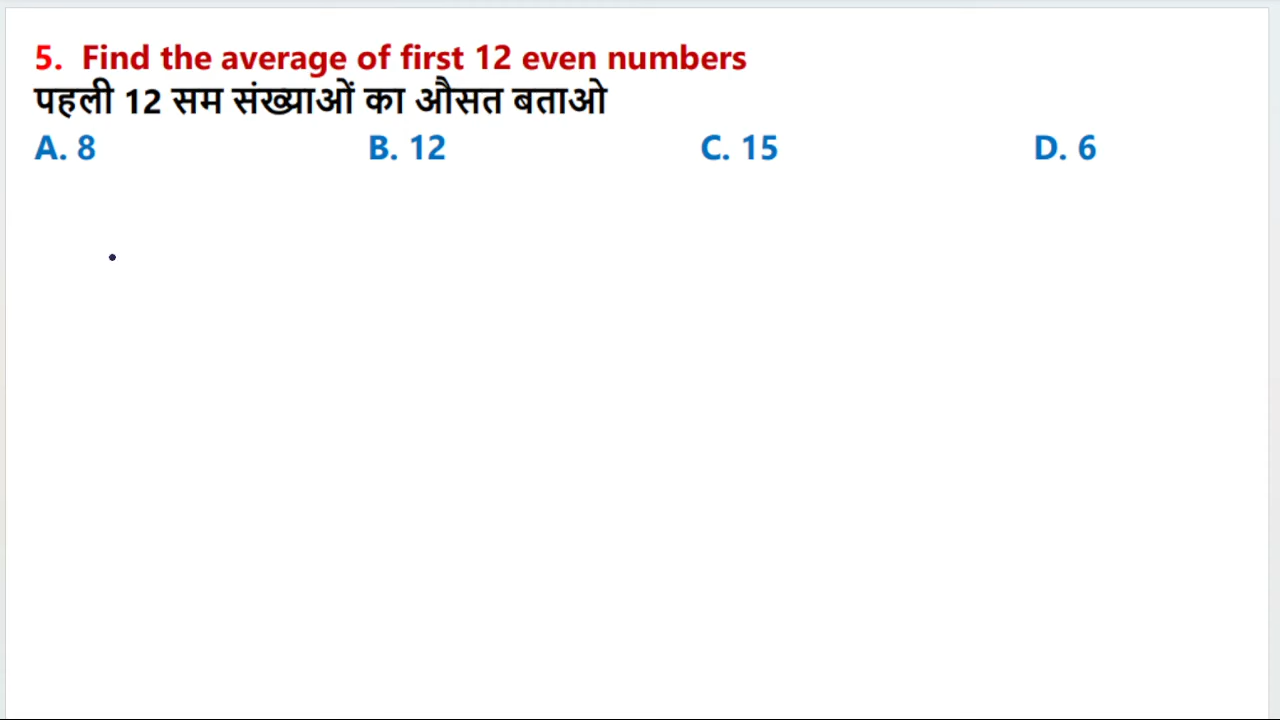 5. Find the average of first 12 even numbers
पहली 12 सम संख्याओं का औसत बताओ
A. 8 B. 12 C. 15 D. 6